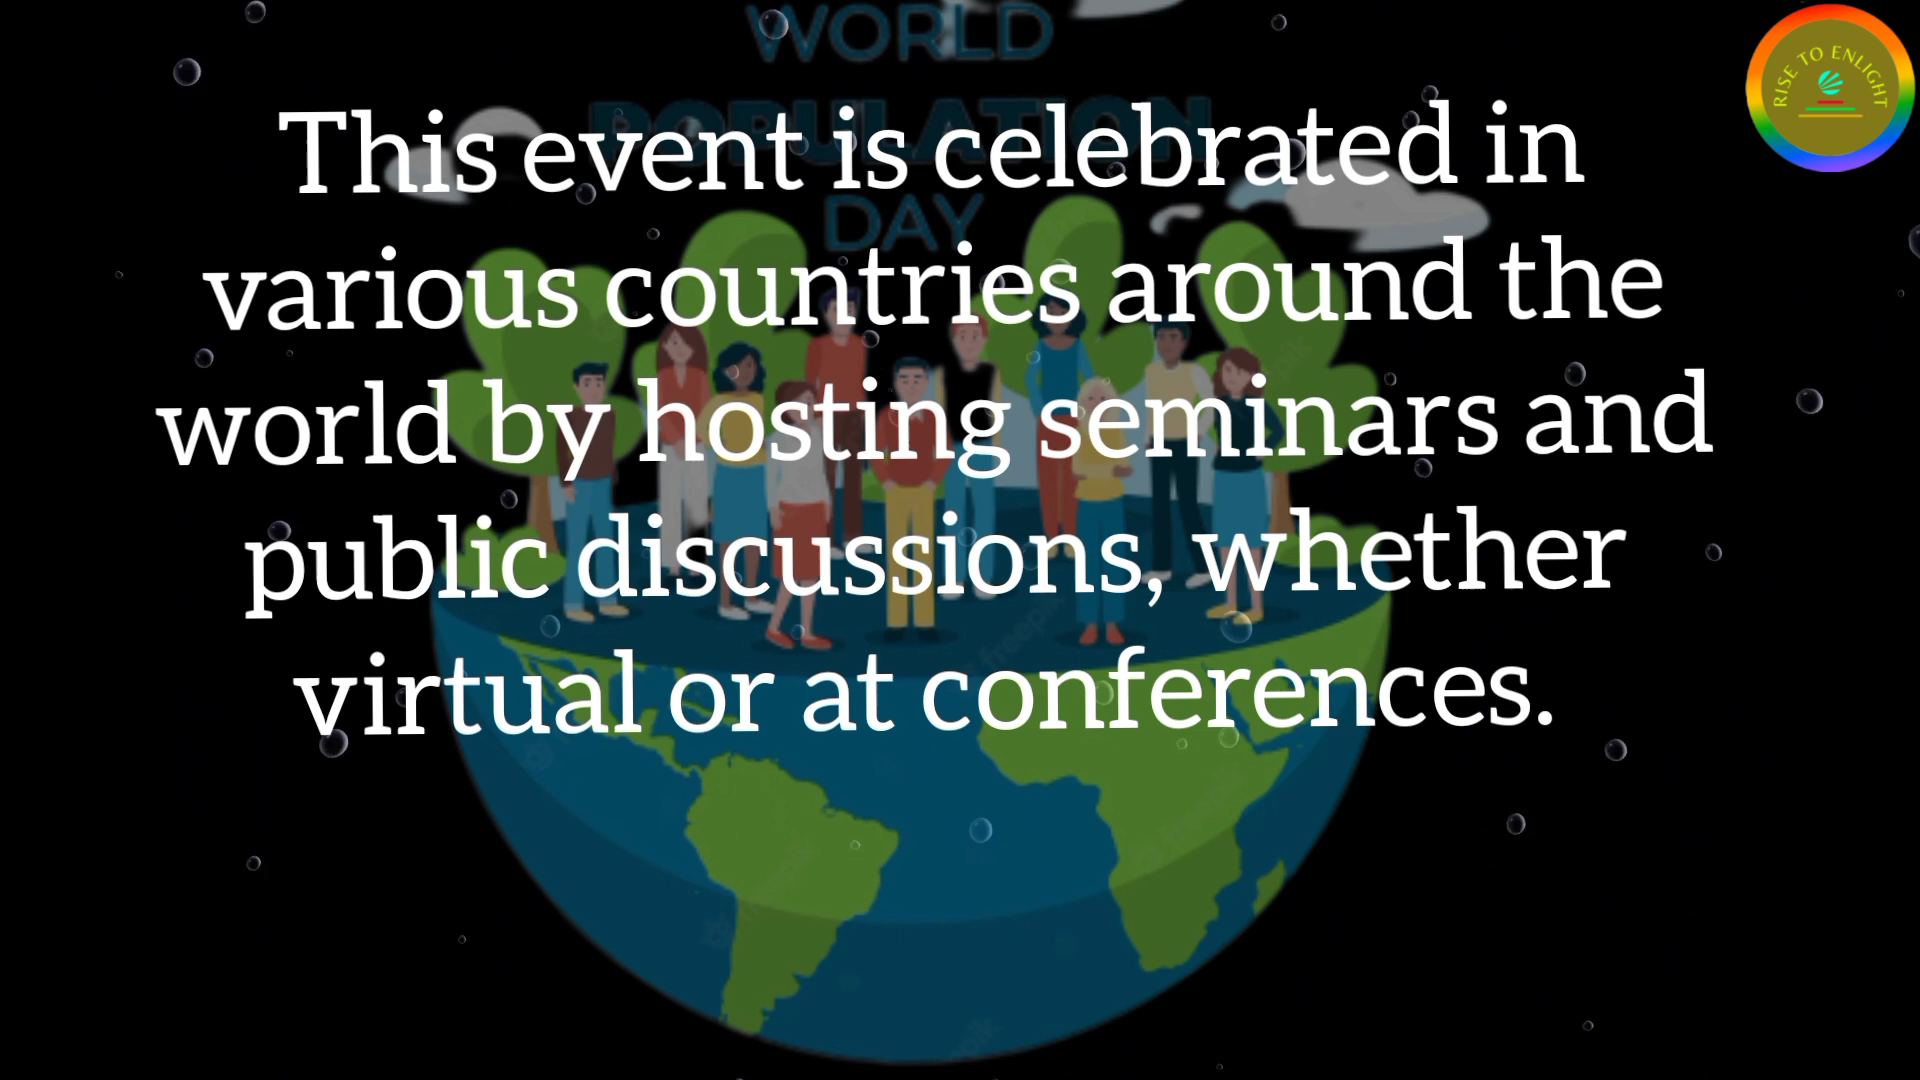 WORLD
POPULATION
DAY
This event is celebrated in
various countries around the
world by hosting seminars and
public discussions, whether
virtual or at conferences.
RISE TO ENLIGHT